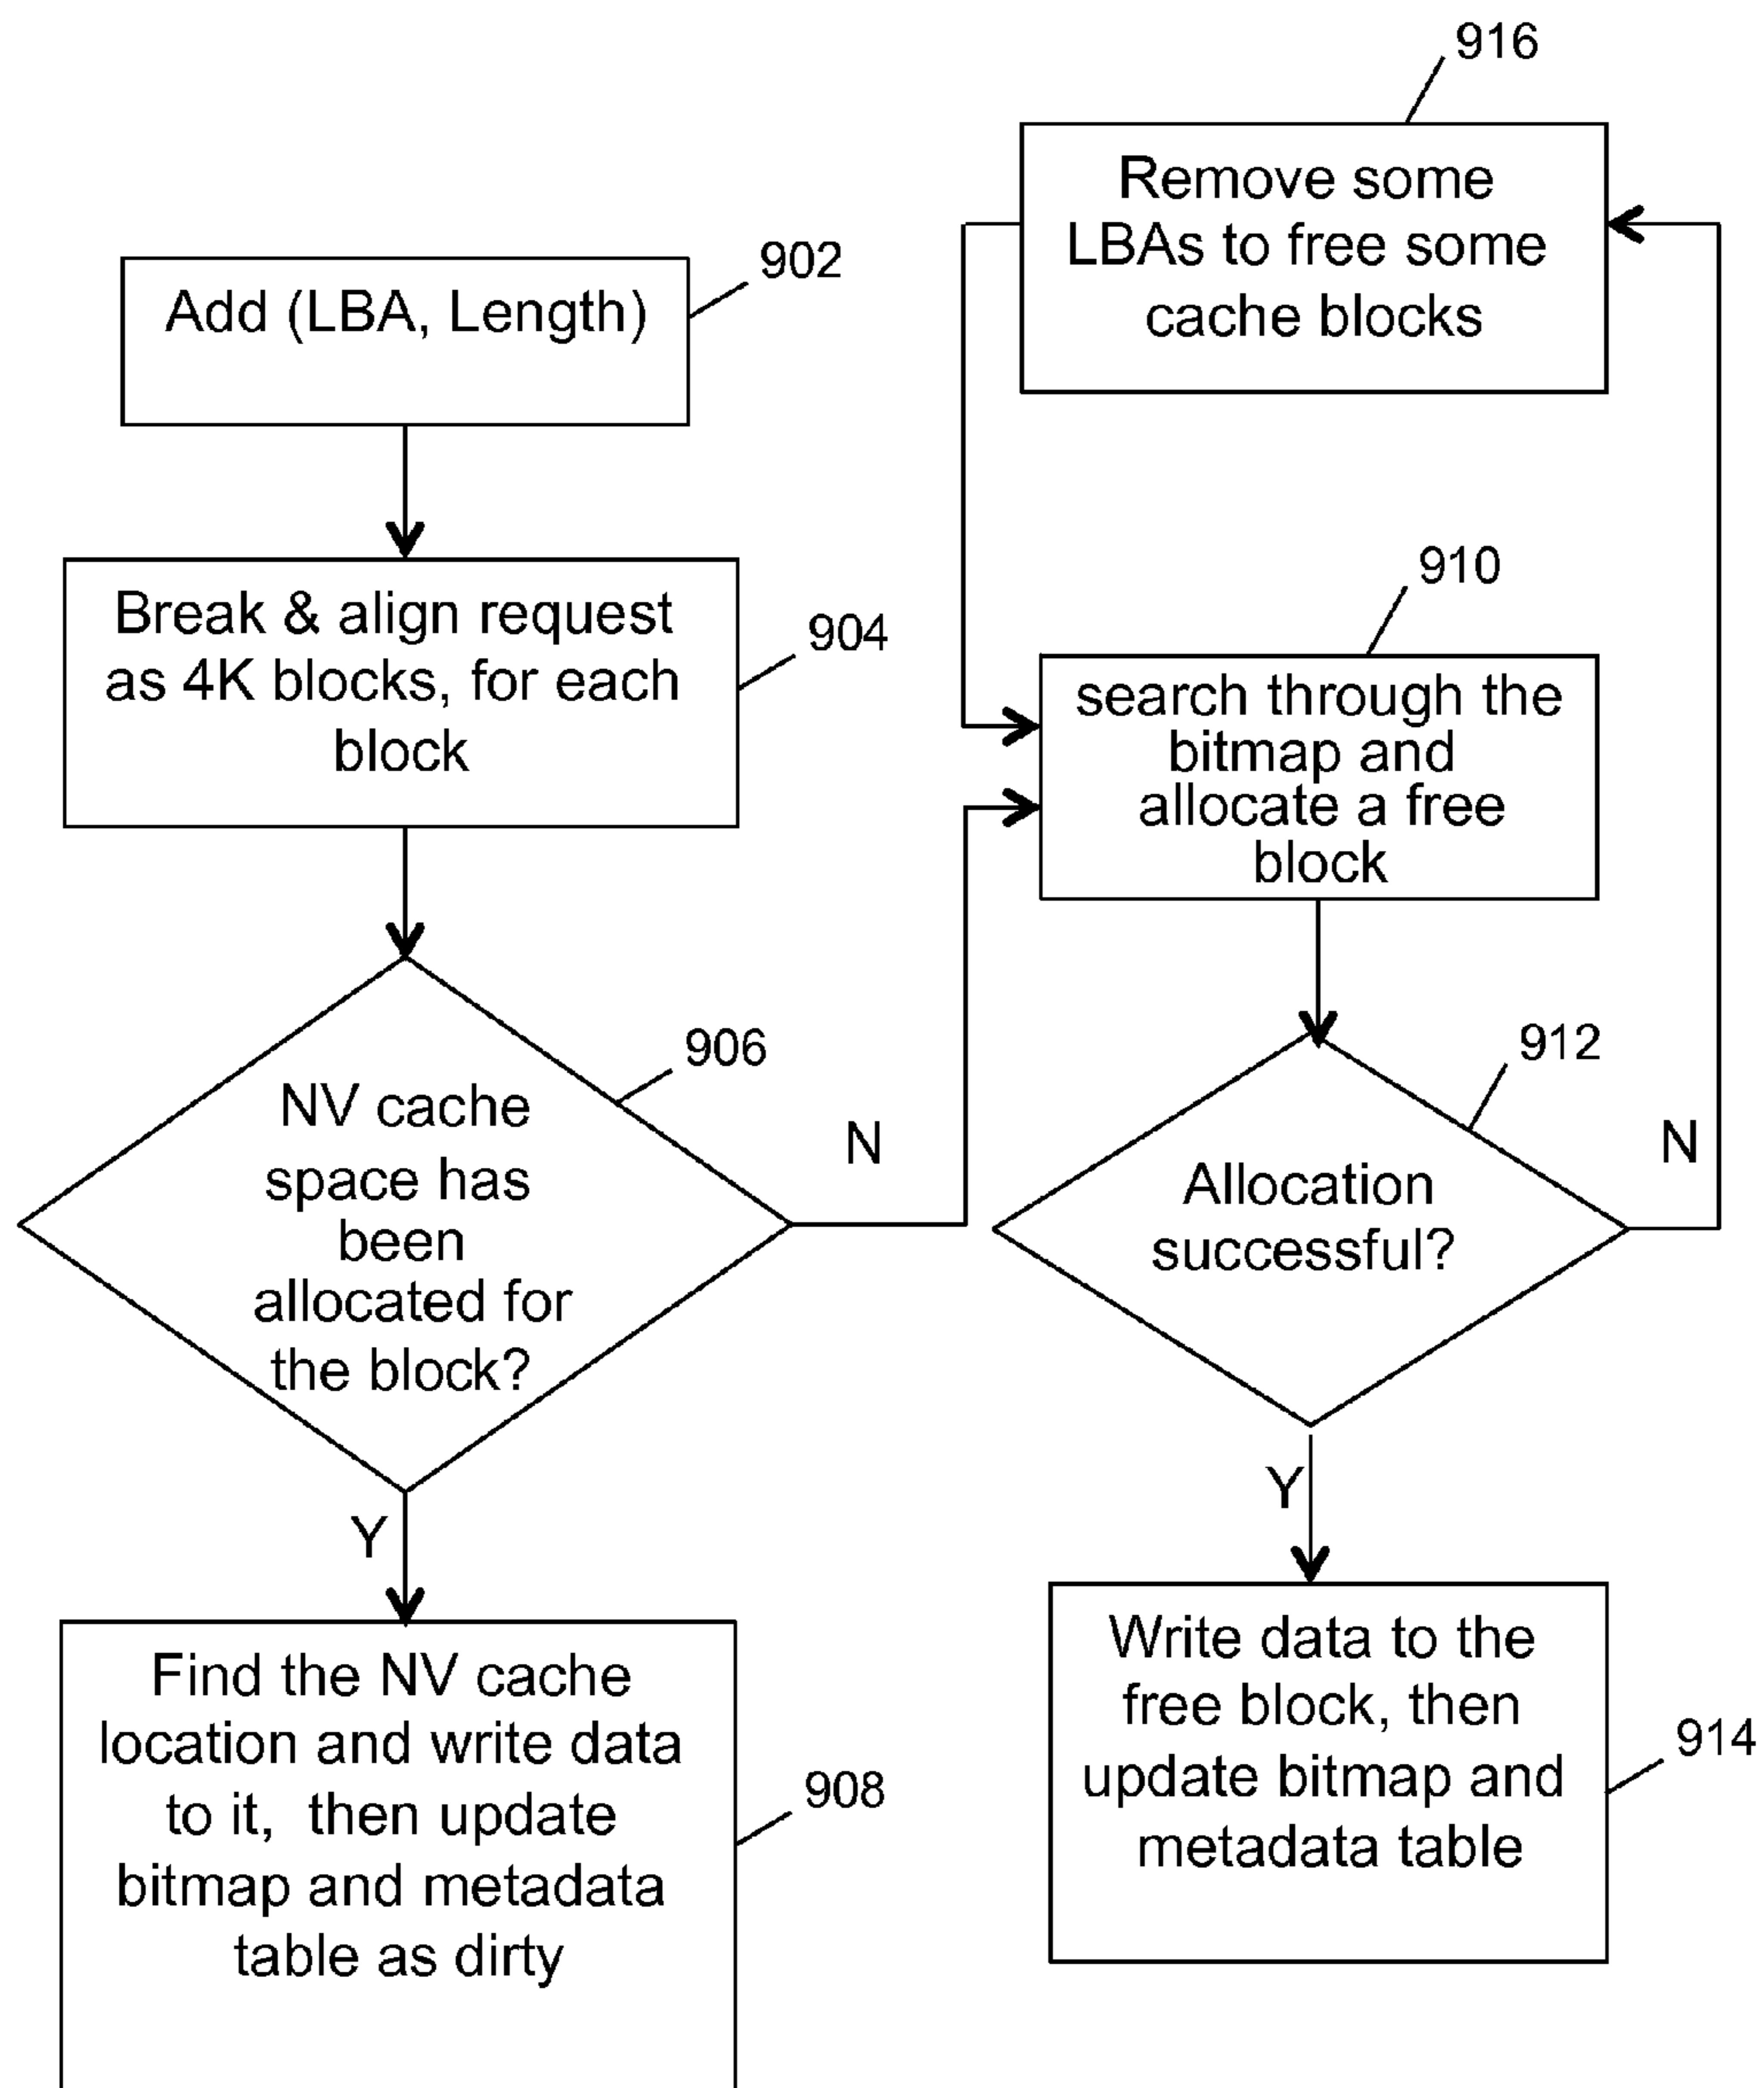 916
Remove some
LBAs to free some
cache blocks
902
Add (LBA, Length)
904
Break & align request
as 4K blocks, for each
block
910
search through the
bitmap and
allocate a free
block
906
NV cache
space has
been
allocated for
the block?
N
912
Allocation
successful?
N
Y
Y
908
Find the NV cache
location and write data
to it, then update
bitmap and metadata
table as dirty
914
Write data to the
free block, then
update bitmap and
metadata table